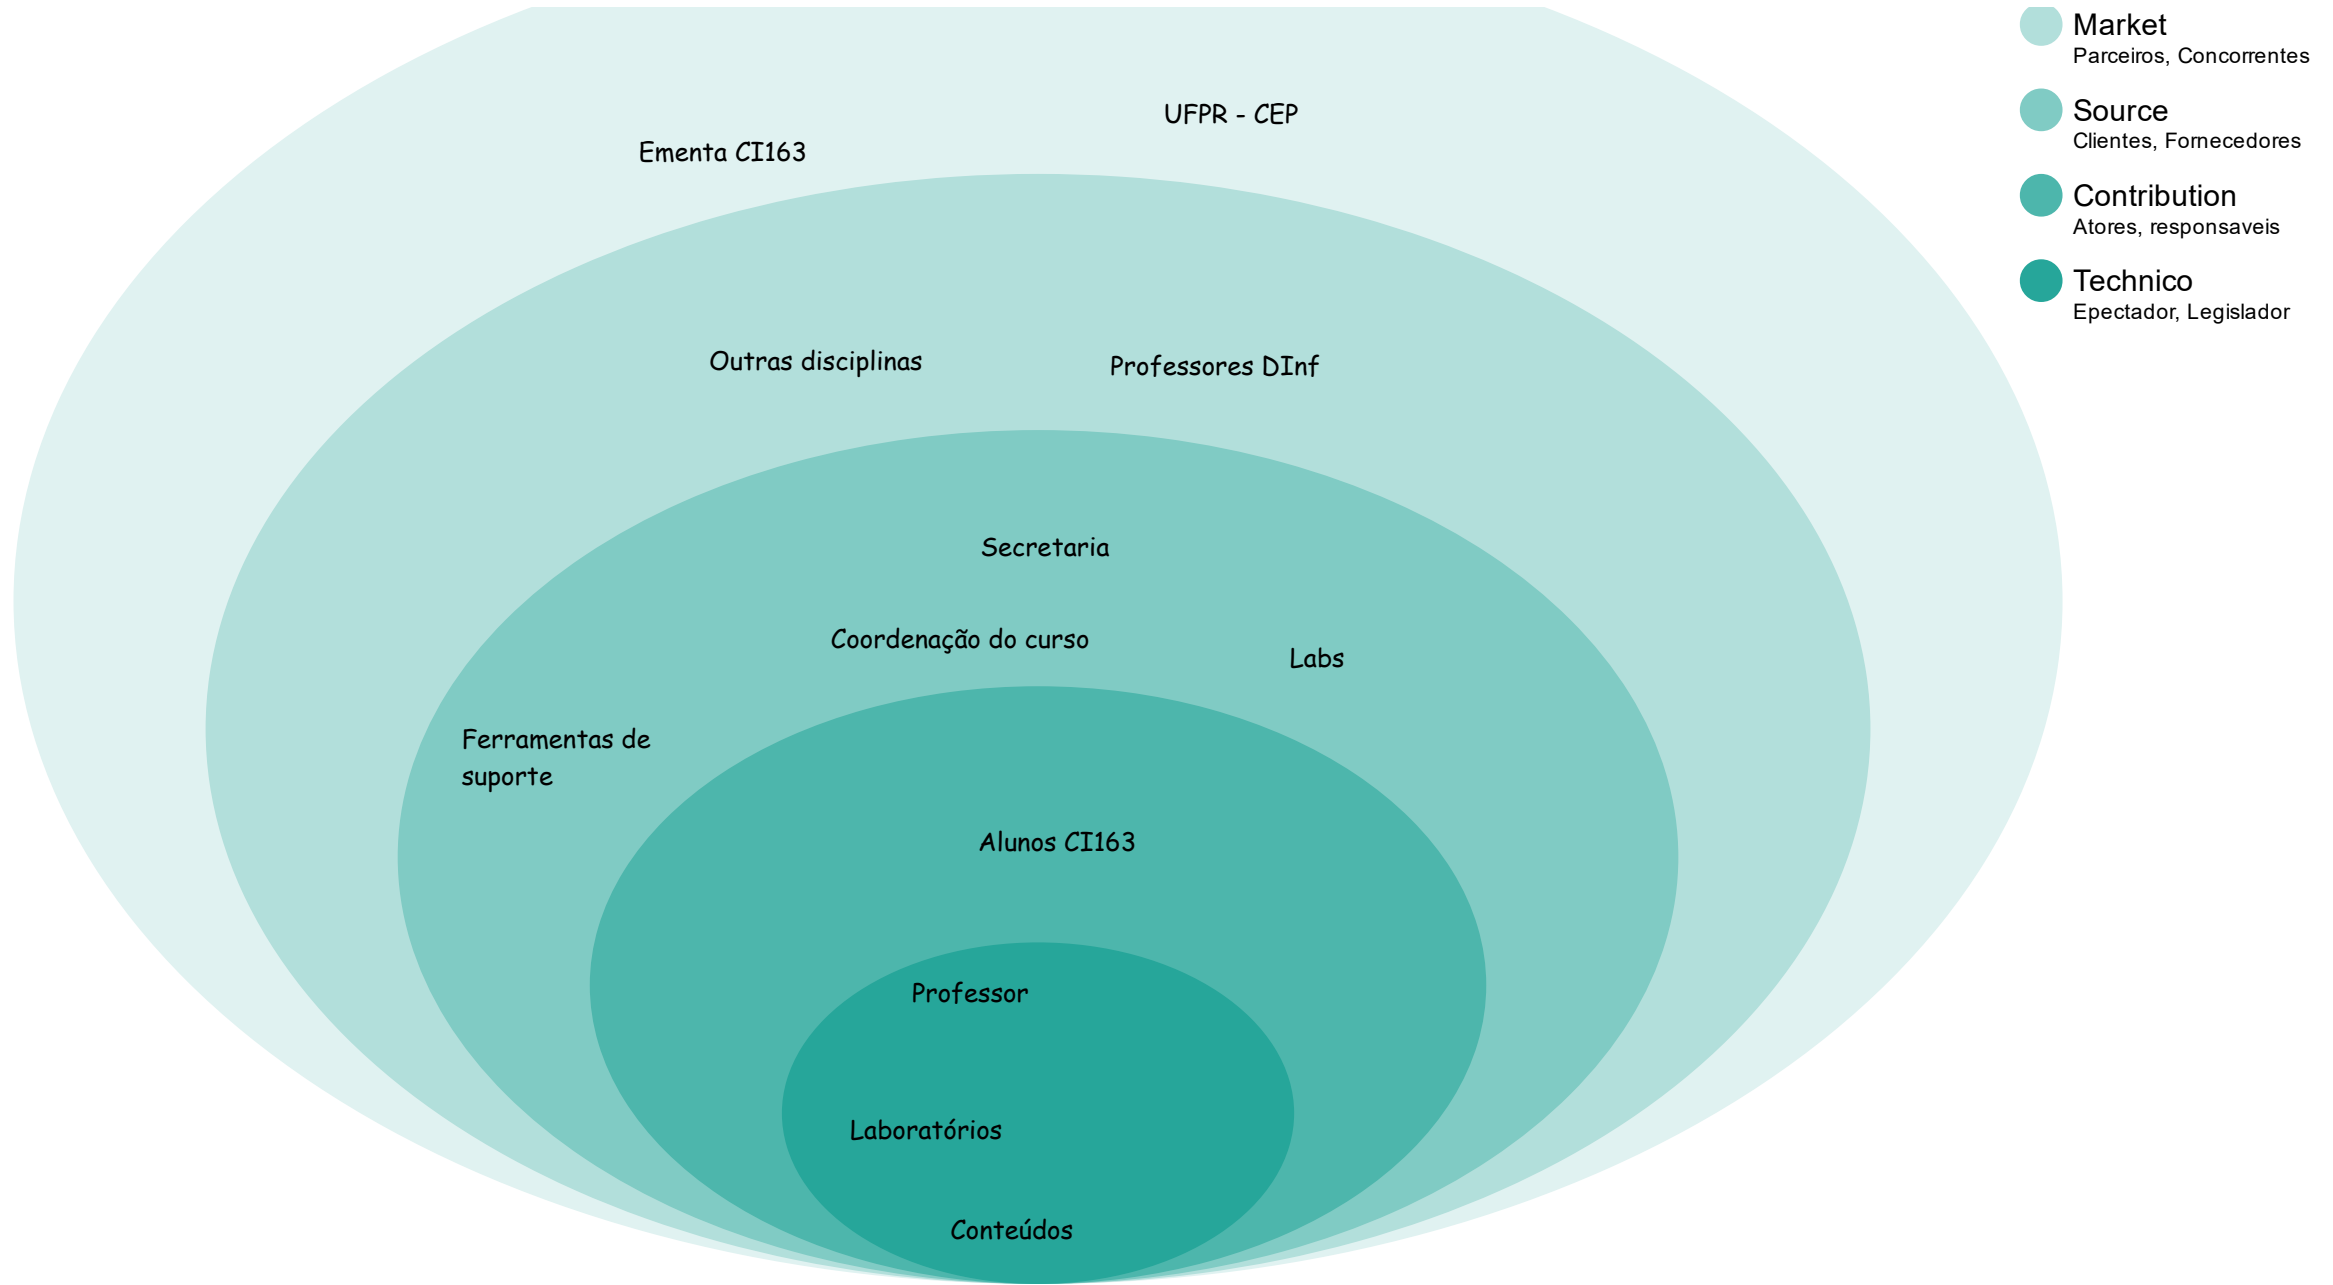 Market
Parceiros, Concorrentes
Source
Clientes, Fornecedores
Contribution
Atores, responsaveis
Technico
Epectador, Legislador
UFPR - CEP
Ementa CI163
Outras disciplinas
Professores DInf
Secretaria
Coordenação do curso
Labs
Ferramentas de
suporte
Alunos CI163
Professor
Laboratórios
Conteúdos